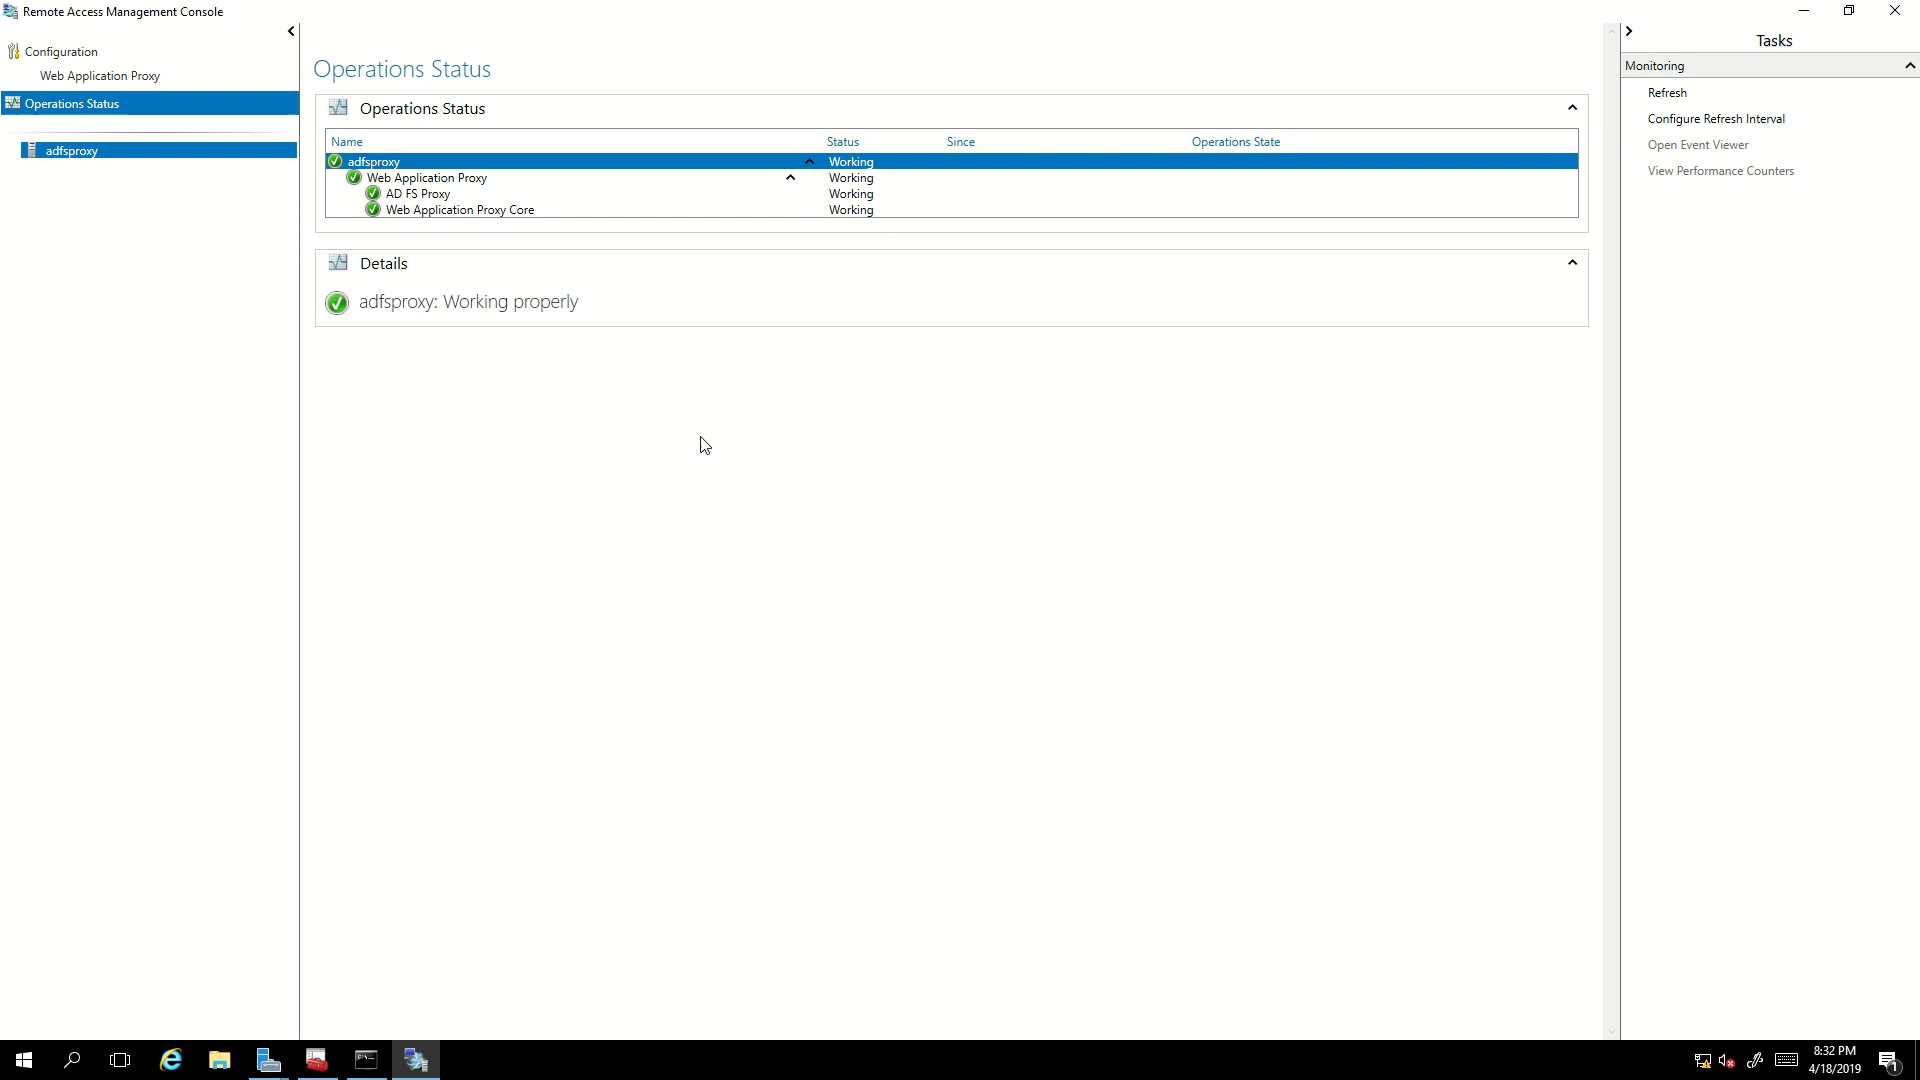 Remote Access Management Console
Configuration
Web Application Proxy
Operations Status
adfsproxy
Operations Status
Operations Status
Name Status Since Operations State
adfsproxy Working
Web Application Proxy Working
AD FS Proxy Working
Web Application Proxy Core Working
Details
adfsproxy: Working properly
Tasks
Monitoring
Refresh
Configure Refresh Interval
Open Event Viewer
View Performance Counters
8:32 PM
4/18/2019
1